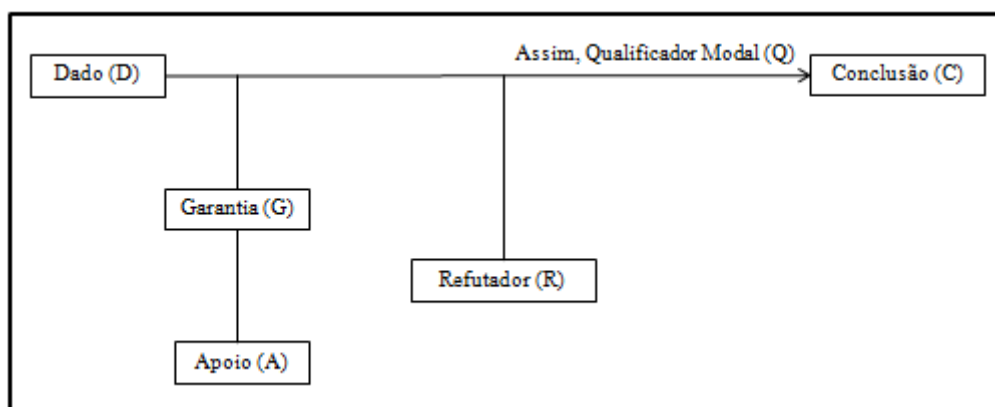 Assim, Qualificador Modal (Q)
Dado (D)
Conclusão (C)
Garantia (G)
Refutador (R)
Apoio (A)